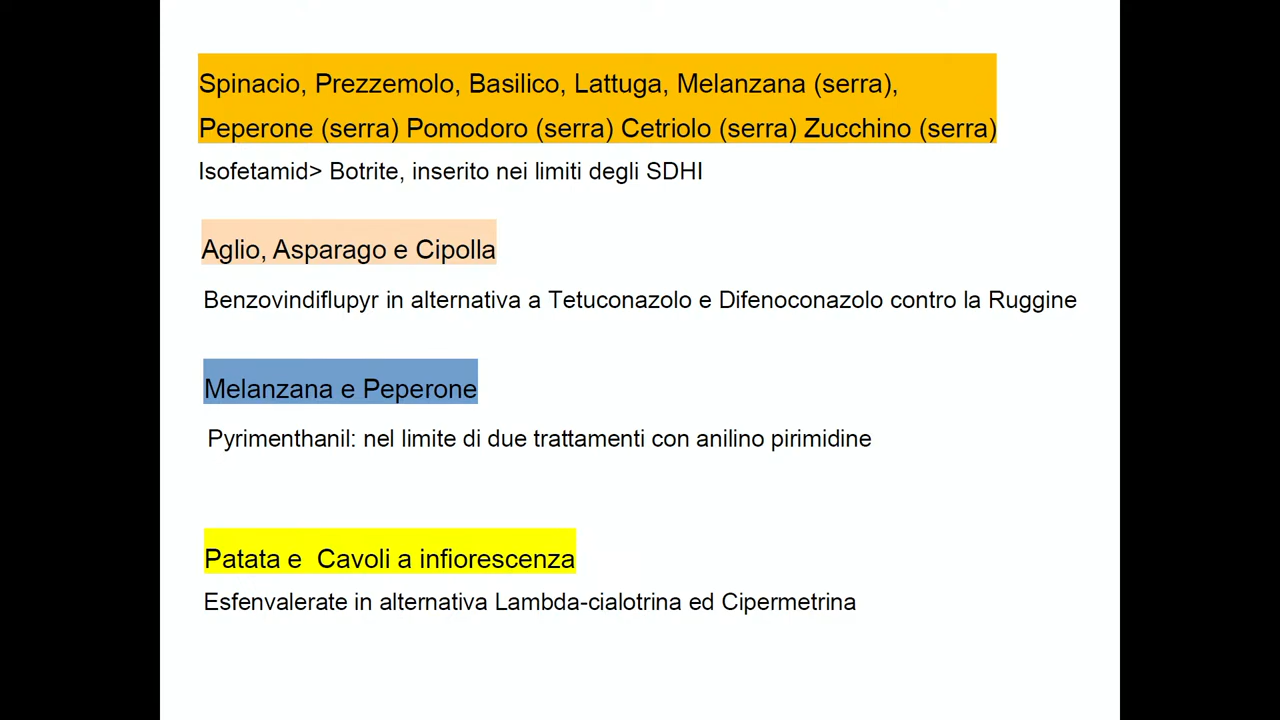 Spinacio, Prezzemolo, Basilico, Lattuga, Melanzana (serra),
Peperone (serra) Pomodoro (serra) Cetriolo (serra) Zucchino (serra)
Isofetamid> Botrite, inserito nei limiti degli SDHI
Aglio, Asparago e Cipolla
Benzovindiflupyr in alternativa a Tetuconazolo e Difenoconazolo contro la Ruggine
Melanzana e Peperone
Pyrimenthanil: nel limite di due trattamenti con anilino pirimidine
Patata e  Cavoli a infiorescenza
Esfenvalerate in alternativa Lambda-cialotrina ed Cipermetrina